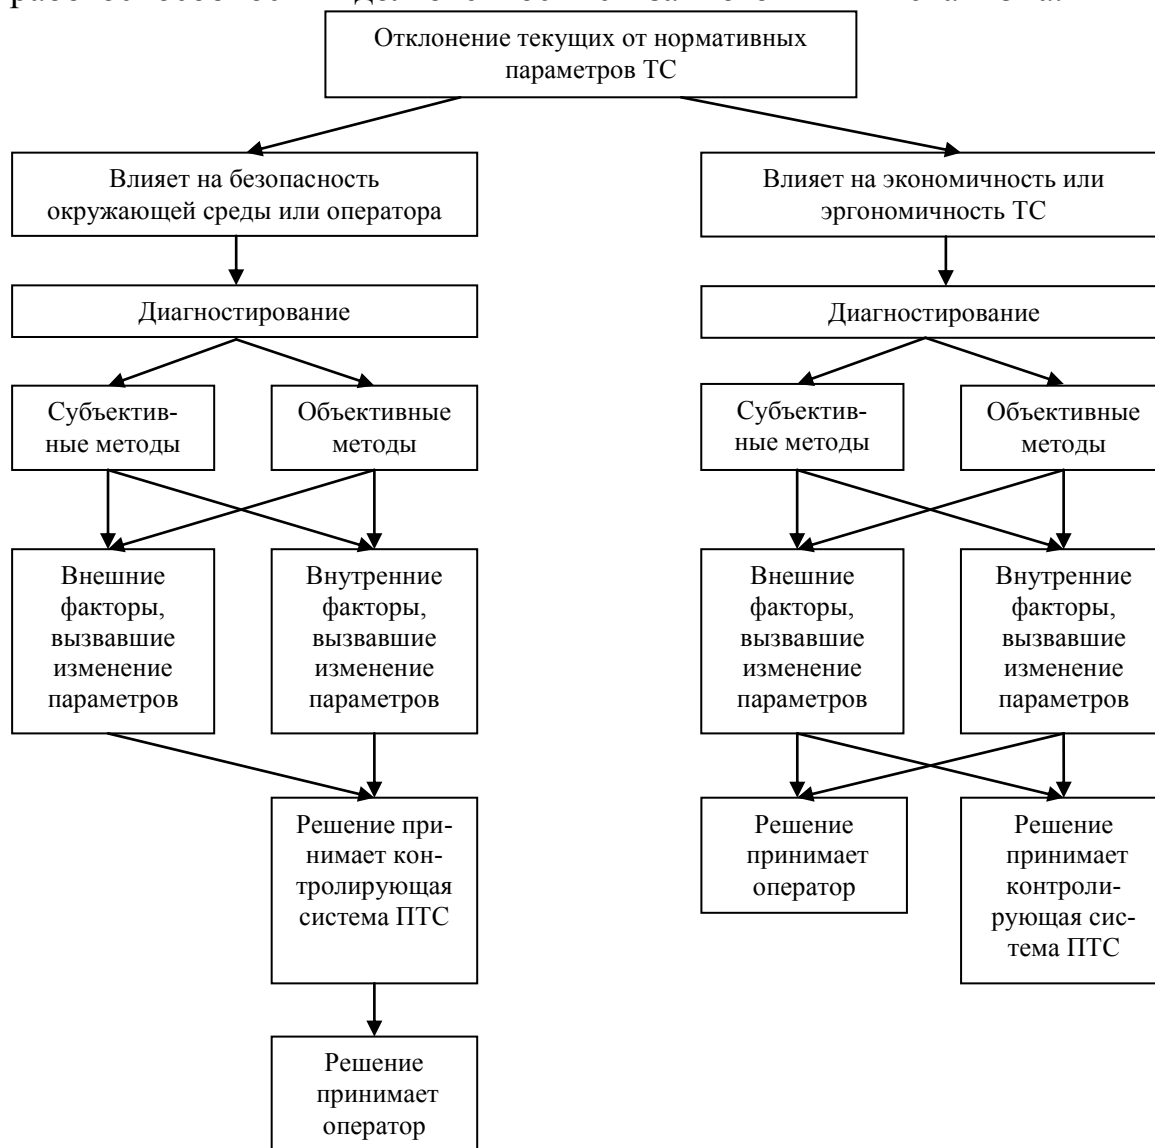 Отклонение текущих от нормативных
параметров ТС
Влияет на безопасность
окружающей среды или оператора
Влияет на экономичность или
эргономичность ТС
Диагностирование
Диагностирование
Субъектив-
ные методы
Объективные
методы
Субъектив-
ные методы
Объективные
методы
Внешние
факторы,
вызвавшие
изменение
параметров
Внутренние
факторы,
вызвавшие
изменение
параметров
Внешние
факторы,
вызвавшие
изменение
параметров
Внутренние
факторы,
вызвавшие
изменение
параметров
Решение при-
нимает кон-
тролирующая
система ПТС
Решение
принимает
оператор
Решение
принимает
контроли-
рующая сис-
тема ПТС
Решение
принимает
оператор